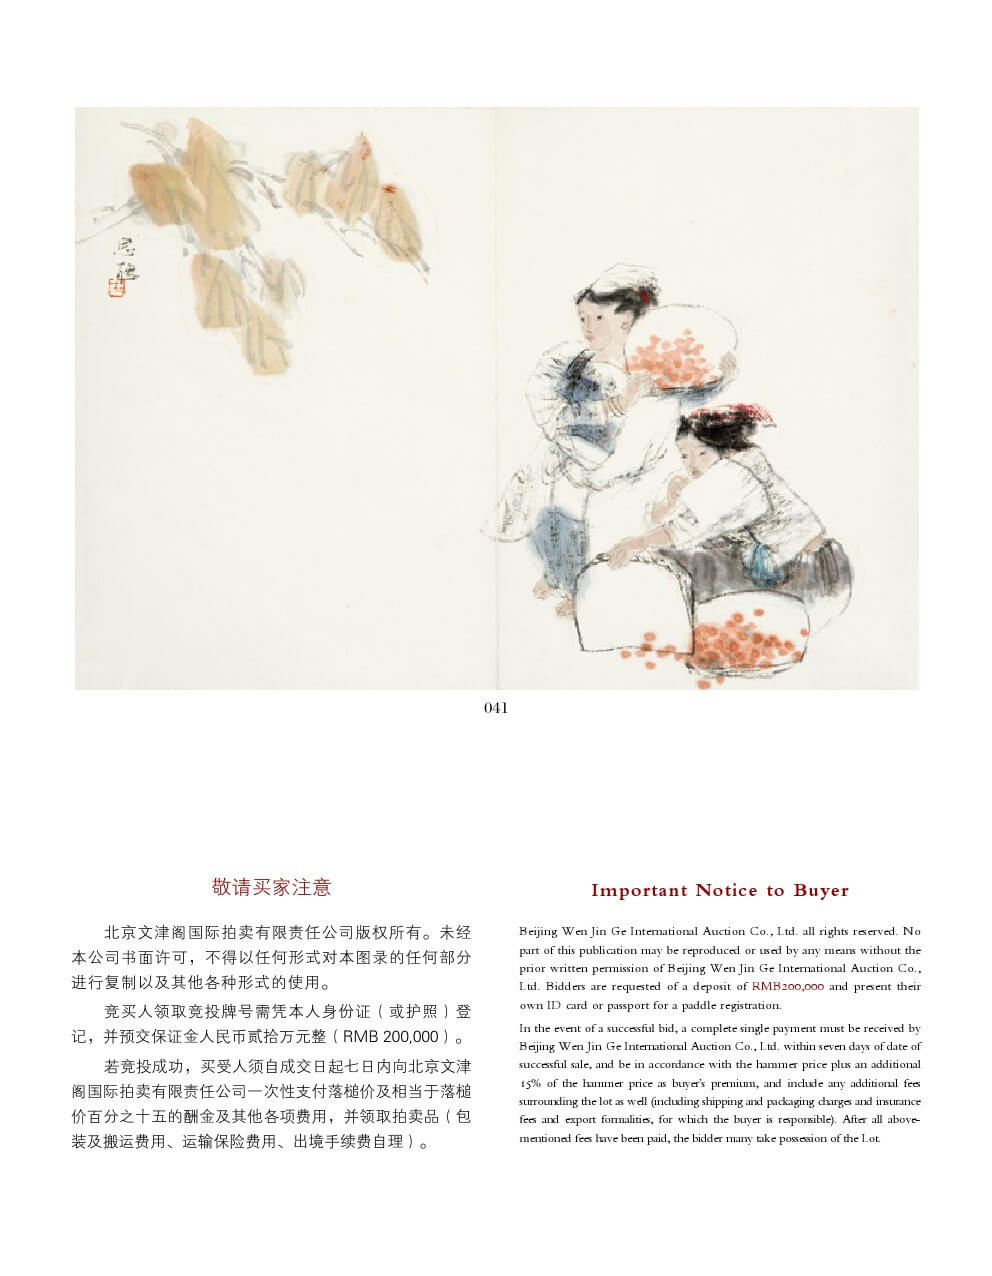 思
雄
041
敬请买家注意
北京文津阁国际拍卖有限责任公司版权所有。未经
本公司书面许可，不得以任何形式对本图录的任何部分
进行复制以及其他各种形式的使用。
竞买人领取竞投牌号需凭本人身份证（或护照）登
记，并预交保证金人民币贰拾万元整（RMB 200,000）。
若竞投成功，买受人须自成交日起七日内向北京文津
阁国际拍卖有限责任公司一次性支付落槌价及相当于落槌
价百分之十五的酬金及其他各项费用，并领取拍卖品（包
装及搬运费用、运输保险费用、出境手续费自理）。
Important Notice to Buyer
Beijing Wen Jin Ge International Auction Co., Ltd. all rights reserved. No
part of this publication may be reproduced or used by any means without the
prior written permission of Beijing Wen Jin Ge International Auction Co.,
Ltd. Bidders are requested of a deposit of RMB200,000 and present their
own ID card or passport for a paddle registration.
In the event of a successful bid, a complete single payment must be received by
Beijing Wen Jin Ge International Auction Co., Ltd. within seven days of date of
successful sale, and be in accordance with the hammer price plus an additional
15% of the hammer price as buyer's premium, and include any additional fees
surrounding the lot as well (including shipping and packaging charges and insurance
fees and export formalities, for which the buyer is responsible). After all above-
mentioned fees have been paid, the bidder many take possession of the Lot.